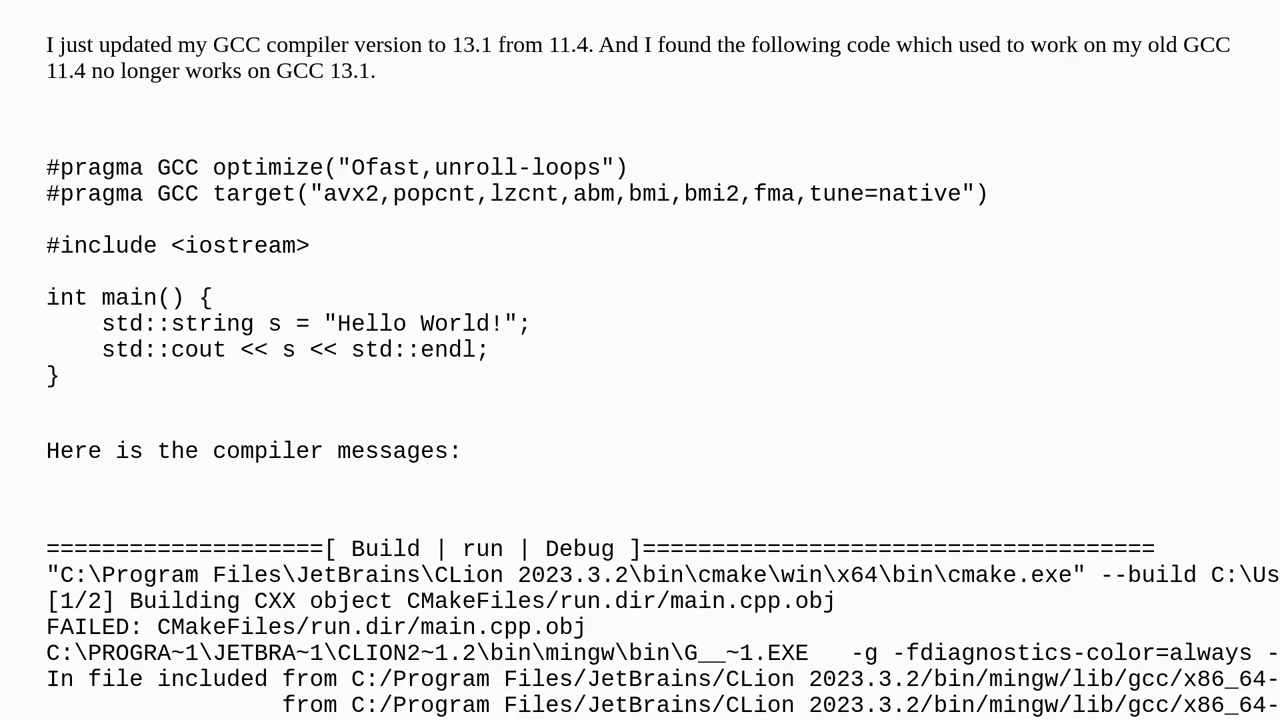 I just updated my GCC compiler version to 13.1 from 11.4. And I found the following code which used to work on my old GCC
11.4 no longer works on GCC 13.1.
#pragma GCC optimize("Ofast,unroll-loops")
#pragma GCC target("avx2,popcnt,lzcnt,abm,bmi,bmi2,fma,tune=native")
#include <iostream>
int main() {
    std::string s = "Hello World!";
    std::cout << s << std::endl;
}
Here is the compiler messages:
====================[ Build | run | Debug ]=====================================
"C:\Program Files\JetBrains\CLion 2023.3.2\bin\cmake\win\x64\bin\cmake.exe" --build C:\Us
[1/2] Building CXX object CMakeFiles/run.dir/main.cpp.obj
FAILED: CMakeFiles/run.dir/main.cpp.obj
C:\PROGRA~1\JETBRA~1\CLION2~1.2\bin\mingw\bin\G__~1.EXE   -g -fdiagnostics-color=always -
In file included from C:/Program Files/JetBrains/CLion 2023.3.2/bin/mingw/lib/gcc/x86_64-
                 from C:/Program Files/JetBrains/CLion 2023.3.2/bin/mingw/lib/gcc/x86_64-